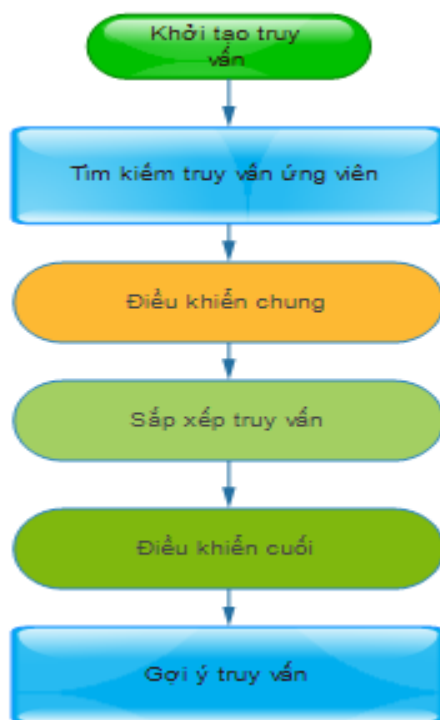 Khởi tạo truy
vấn
Tìm kiếm truy vấn ứng viên
Điều khiển chung
Sắp xếp truy vấn
Điều khiển cuối
Gợi ý truy vấn